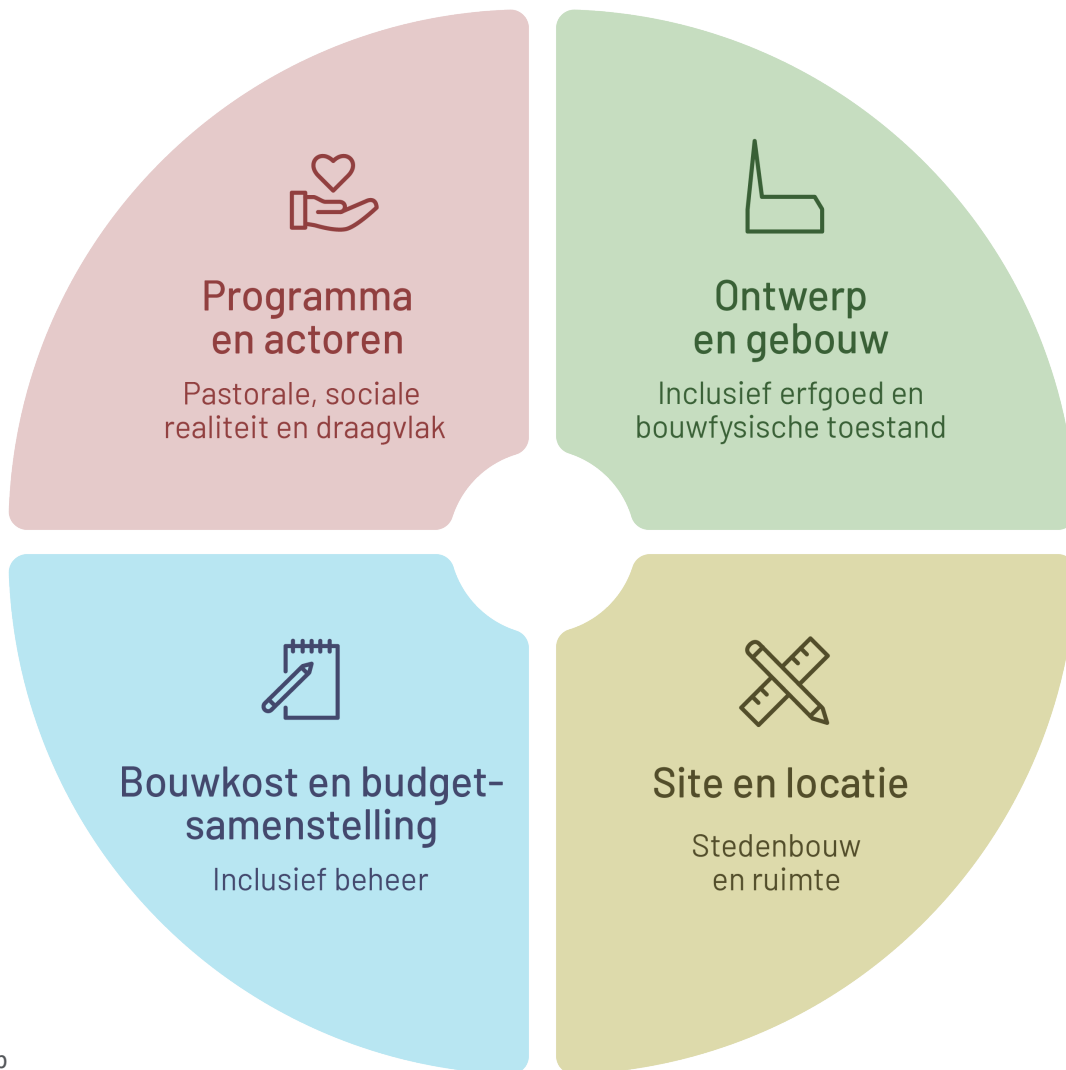 Programma
en actoren
Pastorale, sociale
realiteit en draagvlak
Ontwerp
en gebouw
Inclusief erfgoed en
bouwfysische toestand
Bouwkost en budget-
samenstelling
Inclusief beheer
Site en locatie
Stedenbouw
en ruimte